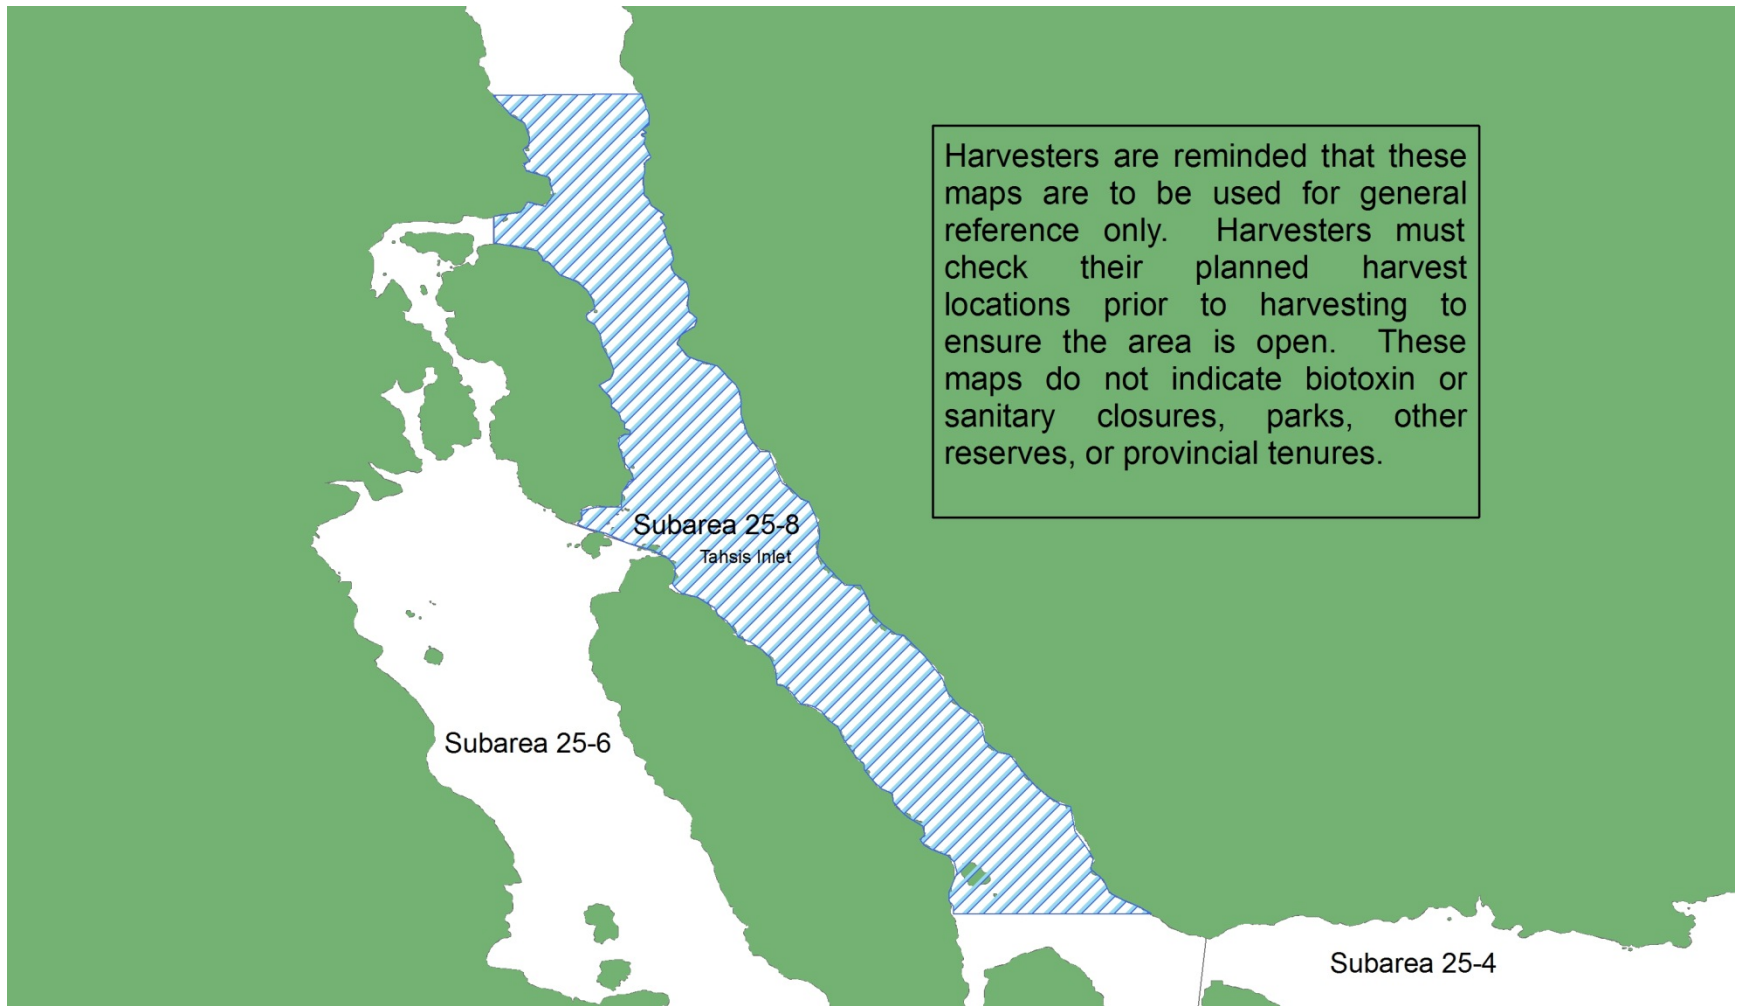 Harvesters are reminded that these
maps are to be used for general
reference only. Harvesters must
check their planned harvest
locations prior to harvesting to
ensure the area is open. These
maps do not indicate biotoxin or
sanitary closures, parks, other
reserves, or provincial tenures.
Subarea 25-8
Tahsis Inlet
Subarea 25-6
Subarea 25-4